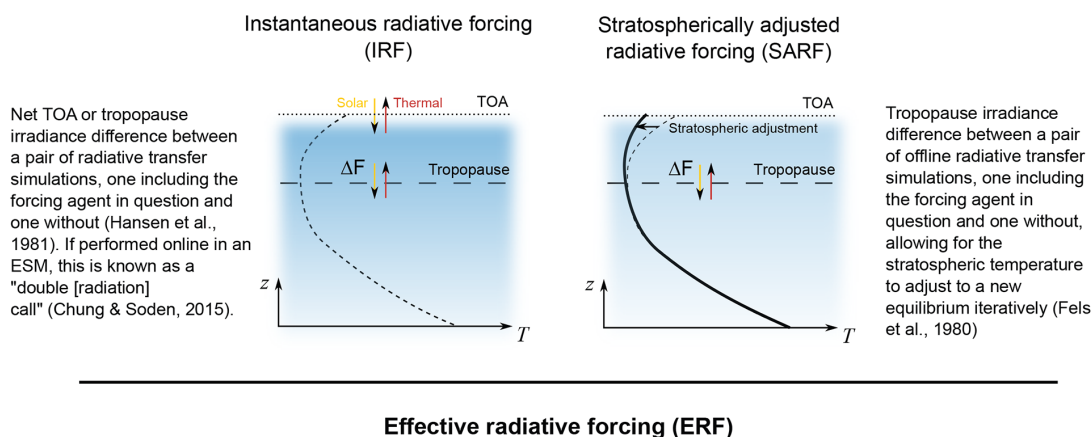 Instantaneous radiative forcing
(IRF)
Stratospherically adjusted
radiative forcing (SARF)
Net TOA or tropopause
irradiance difference between
a pair of radiative transfer
simulations, one including the
forcing agent in question and
one without (Hansen et al.,
1981). If performed online in an
ESM, this is known as a
"double [radiation]
call" (Chung & Soden, 2015).
Solar
Thermal
TOA
ΔF
Tropopause
z
T
TOA
Stratospheric adjustment
ΔF
Tropopause
z
T
Tropopause irradiance
difference between a pair
of offline radiative transfer
simulations, one including
the forcing agent in
question and one without,
allowing for the
stratospheric temperature
to adjust to a new
equilibrium iteratively (Fels
et al., 1980)
Effective radiative forcing (ERF)